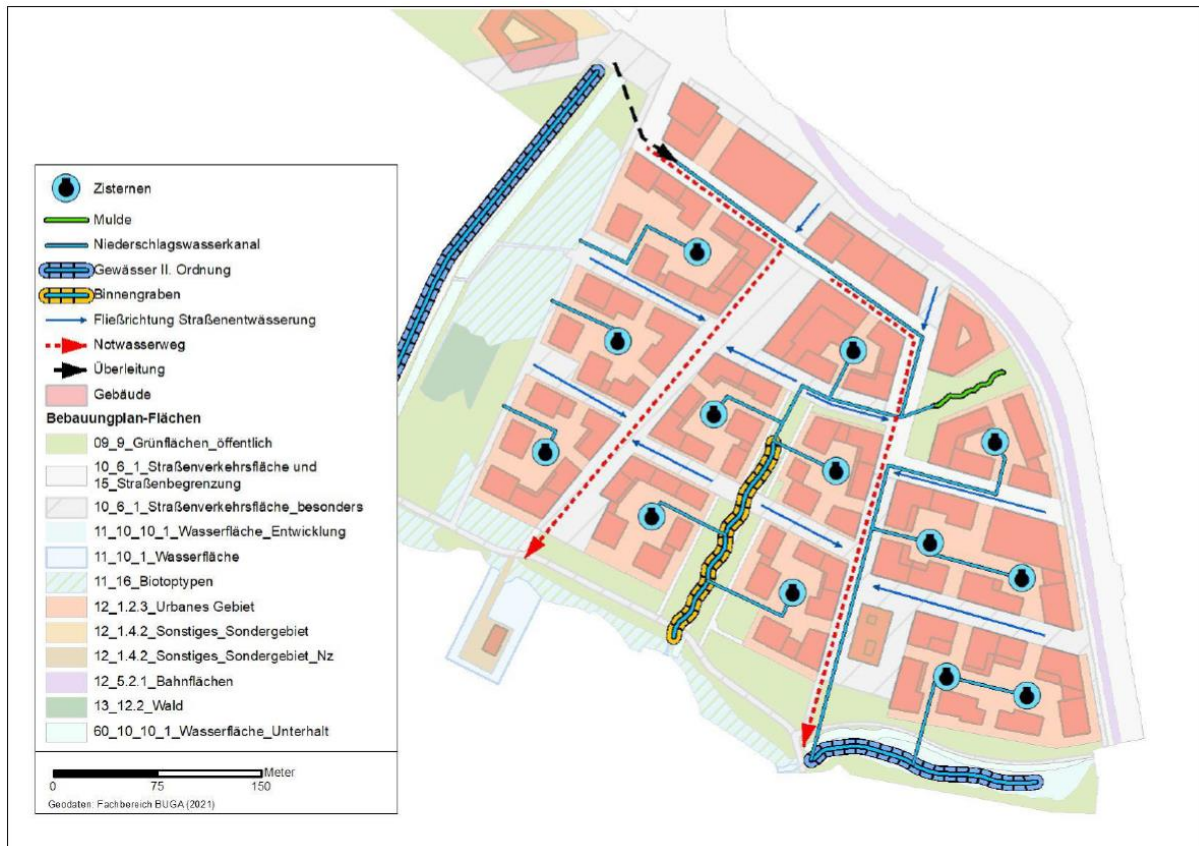 Zisternen
Mulde
Niederschlagswasserkanal
Gewässer II. Ordnung
Binnengraben
Fließrichtung Straßenentwässerung
Notwasserweg
Überleitung
Gebäude
Bebauungplan-Flächen
09_9_Grünflächen_öffentlich
10_6_1_Straßenverkehrsfläche und
15_Straßenbegrenzung
10_6_1_Straßenverkehrsfläche_besonders
11_10_10_1_Wasserfläche_Entwicklung
11_10_1_Wasserfläche
11_16_Biotoptypen
12_1.2.3_Urbanes Gebiet
12_1.4.2_Sonstiges_Sondergebiet
12_1.4.2_Sonstiges_Sondergebiet_Nz
12_5.2.1_Bahnflächen
13_12.2_Wald
60_10_10_1_Wasserfläche_Unterhalt
Meter
0 75 150
Geodaten: Fachbereich BUGA (2021)